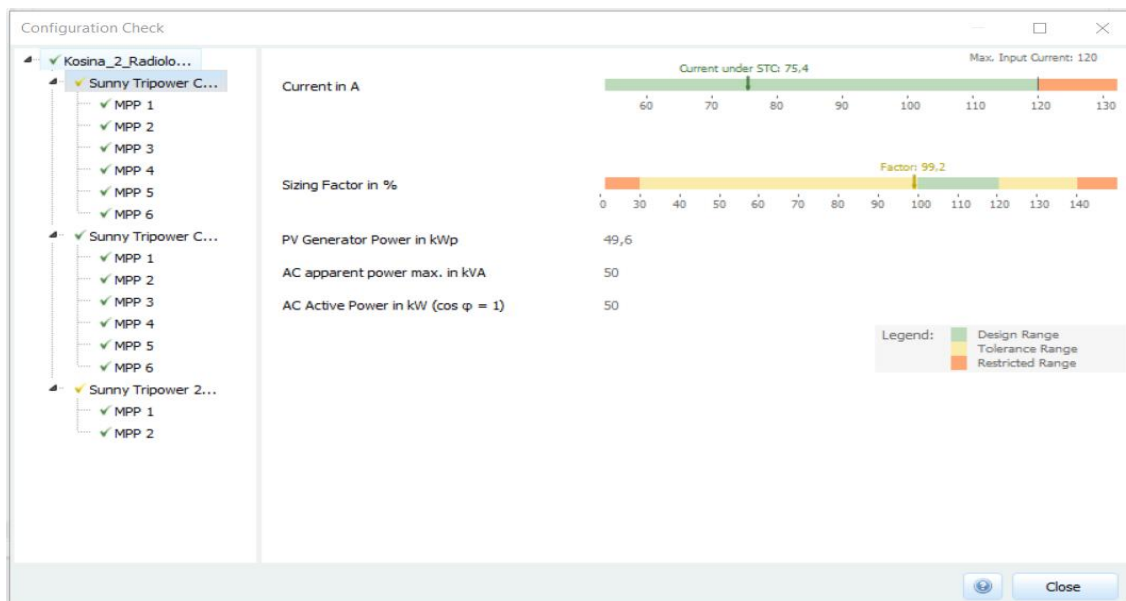 Configuration Check
Kosina_2_Radiolo...
Sunny Tripower C...
MPP 1
MPP 2
MPP 3
MPP 4
MPP 5
MPP 6
Sunny Tripower C...
MPP 1
MPP 2
MPP 3
MPP 4
MPP 5
MPP 6
Sunny Tripower 2...
MPP 1
MPP 2
Max. Input Current: 120
Current under STC: 75,4
Current in A
60 70 80 90 100 110 120 130
Factor: 99,2
Sizing Factor in %
0 30 40 50 60 70 80 90 100 110 120 130 140
PV Generator Power in kWp 49,6
AC apparent power max. in kVA 50
AC Active Power in kW (cos φ = 1) 50
Legend: Design Range
Tolerance Range
Restricted Range
Close